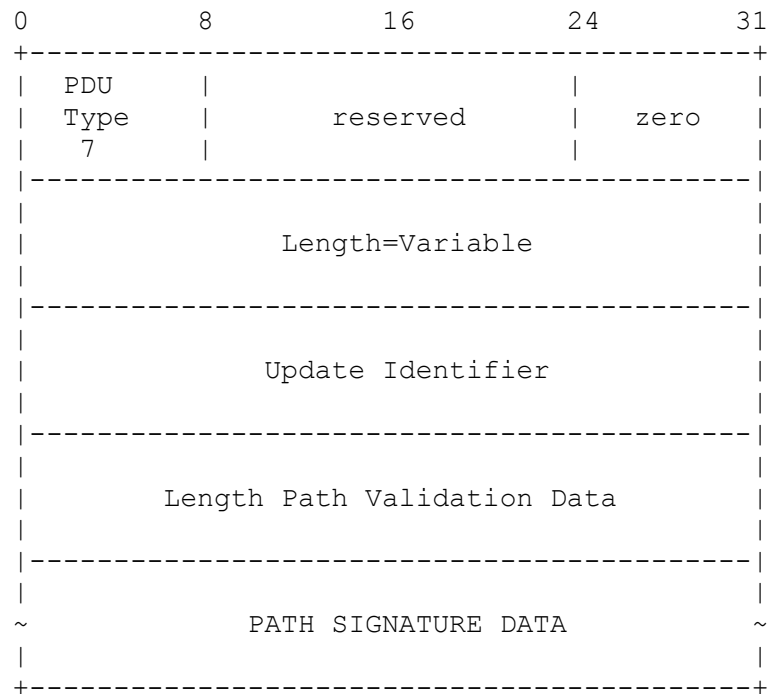 0 8 16 24 31
PDU
Type reserved zero
7
Length=Variable
Update Identifier
Length Path Validation Data
PATH SIGNATURE DATA